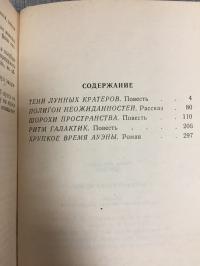 СОДЕРЖАНИЕ
ТЕНИ ЛУННЫХ КРАТЕРОВ. Повесть . . 4
ПОЛИГОН НЕОЖИДАННОСТЕЙ. Рассказ . 80
ШОРОХИ ПРОСТРАНСТВА. Повесть . . 110
РИТМ ГАЛАКТИК. Повесть . . . . 206
ХРУПКОЕ ВРЕМЯ АУЭНЫ. Роман . . 297